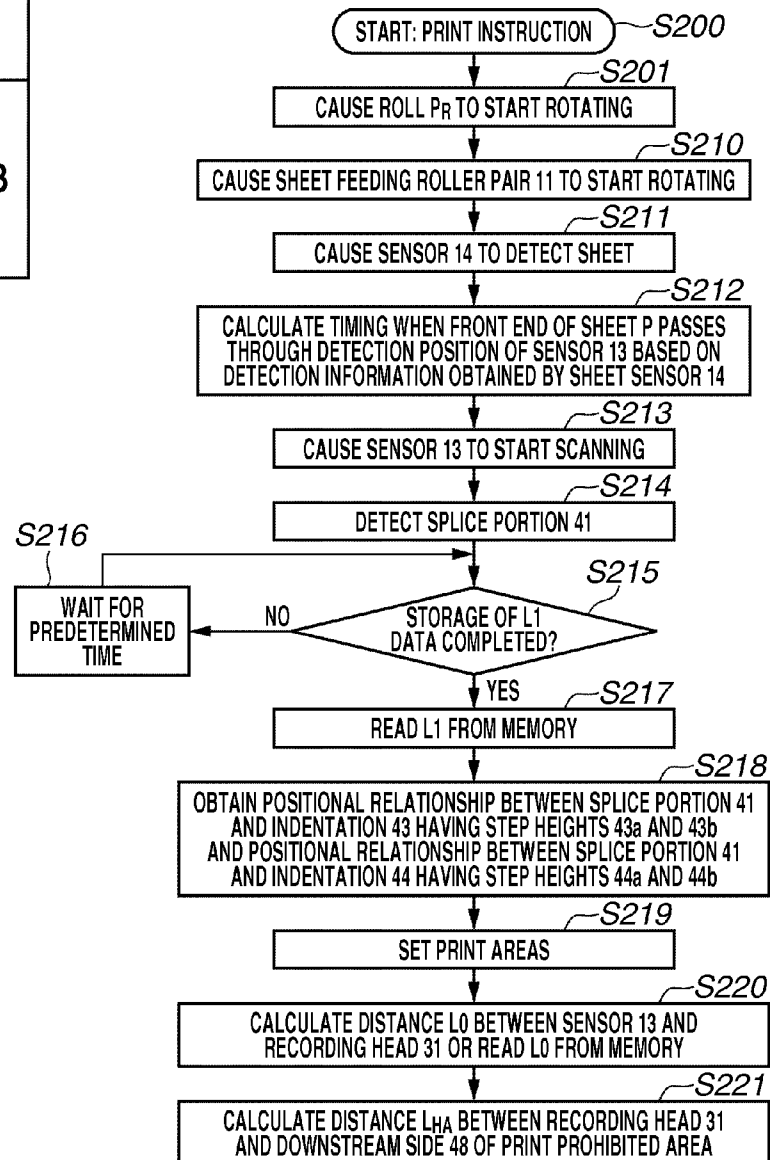 START: PRINT INSTRUCTION
S200
S201
CAUSE ROLL PR TO START ROTATING
S210
CAUSE SHEET FEEDING ROLLER PAIR 11 TO START ROTATING
S211
CAUSE SENSOR 14 TO DETECT SHEET
S212
CALCULATE TIMING WHEN FRONT END OF SHEET P PASSES
THROUGH DETECTION POSITION OF SENSOR 13 BASED ON
DETECTION INFORMATION OBTAINED BY SHEET SENSOR 14
S213
CAUSE SENSOR 13 TO START SCANNING
S214
DETECT SPLICE PORTION 41
S216
WAIT FOR
PREDETERMINED
TIME
NO
S215
STORAGE OF L1
DATA COMPLETED?
YES
S217
READ L1 FROM MEMORY
S218
OBTAIN POSITIONAL RELATIONSHIP BETWEEN SPLICE PORTION 41
AND INDENTATION 43 HAVING STEP HEIGHTS 43a AND 43b
AND POSITIONAL RELATIONSHIP BETWEEN SPLICE PORTION 41
AND INDENTATION 44 HAVING STEP HEIGHTS 44a AND 44b
S219
SET PRINT AREAS
S220
CALCULATE DISTANCE L0 BETWEEN SENSOR 13 AND
RECORDING HEAD 31 OR READ L0 FROM MEMORY
S221
CALCULATE DISTANCE LHA BETWEEN RECORDING HEAD 31
AND DOWNSTREAM SIDE 48 OF PRINT PROHIBITED AREA